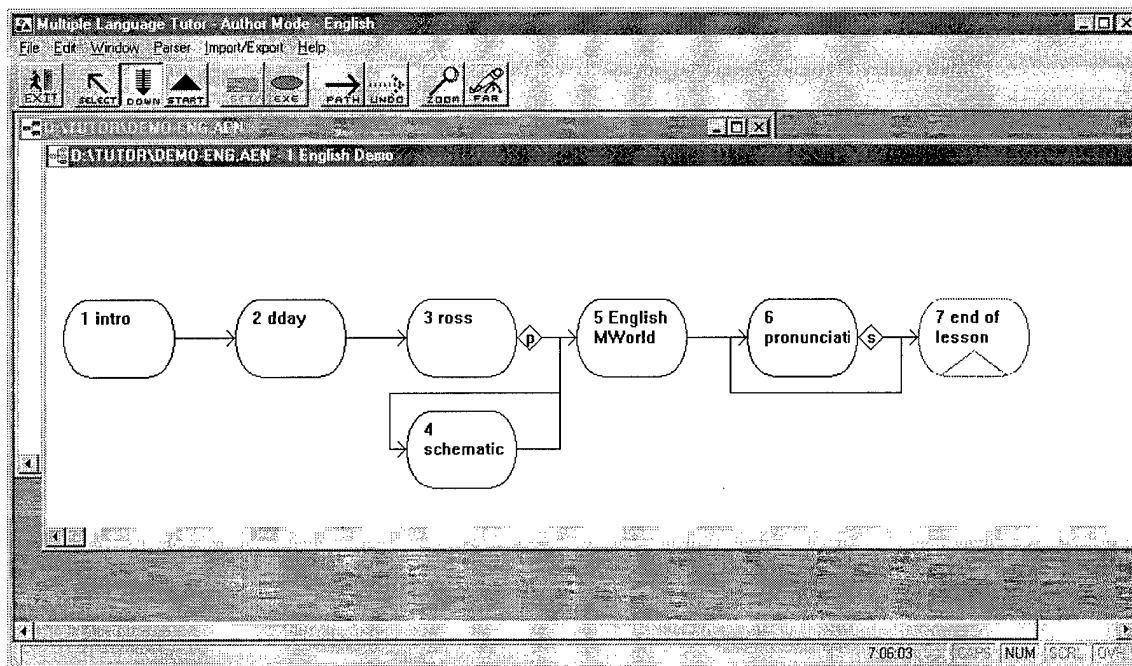 Multiple Language Tutor - Author Mode - English
File Edit Window Parser Import/Export Help
EXIT SELECT DOWN START EXE PATH UNDO ZOOM FAR
D:\TUTOR\DEMO-ENG.AEN
D:\TUTOR\DEMO-ENG.AEN - 1 English Demo
1 intro
2 dday
3 ross
p
5 English
MWorld
6
pronunciati
s
7 end of
lesson
4
schematic
7:06:03 CAPS NUM SCRL OVR